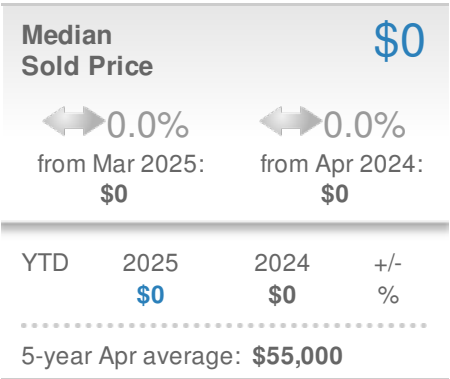 Median $0
Sold Price
0.0% 0.0%
from Mar 2025: from Apr 2024:
$0 $0
YTD 2025 2024 +/-
$0 $0 %
5-year Apr average: $55,000